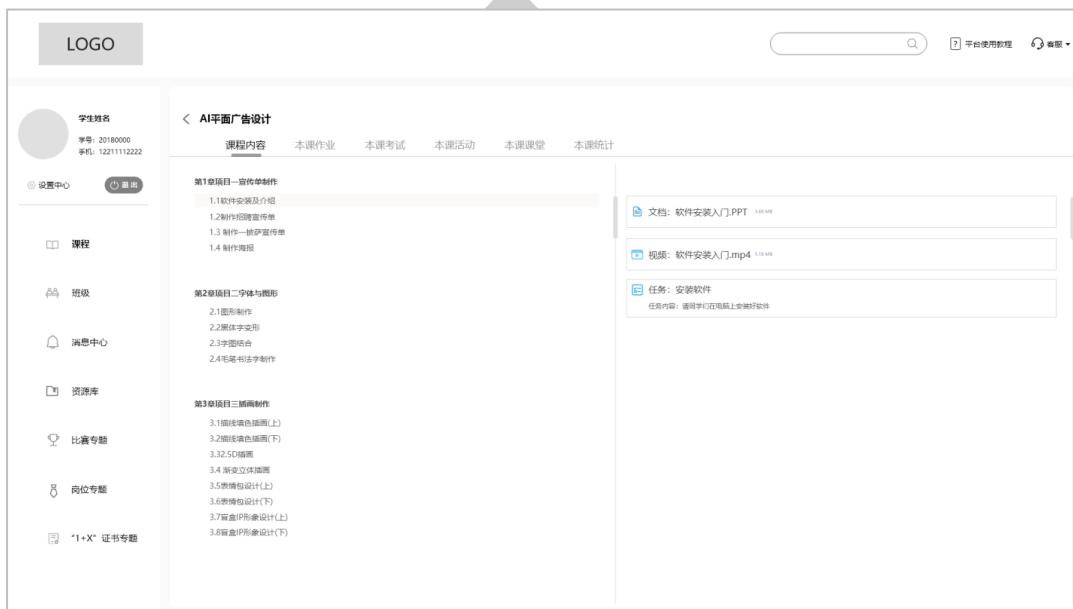 LOGO
? 平台使用教程
客服
学生姓名
学号：20180000
手机：12211112222
设置中心
退出
课程
班级
消息中心
资源库
比赛专题
岗位专题
“1+X”证书专题
AI平面广告设计
课程内容 本课作业 本课考试 本课活动 本课课堂 本课统计
第1章项目一宣传单制作
1.1软件安装及介绍
1.2制作招聘宣传单
1.3 制作一披萨宣传单
1.4 制作海报
第2章项目二字体与图形
2.1图形制作
2.2黑体字变形
2.3字图结合
2.4毛笔书法字制作
第3章项目三插画制作
3.1描线填色插画(上)
3.2描线填色插画(下)
3.32.5D插画
3.4 渐变立体插画
3.5表情包设计(上)
3.6表情包设计(下)
3.7盲盒IP形象设计(上)
3.8盲盒IP形象设计(下)
文档：软件安装入门.PPT
视频：软件安装入门.mp4
任务：安装软件
任务内容：请同学们在电脑上安装好软件